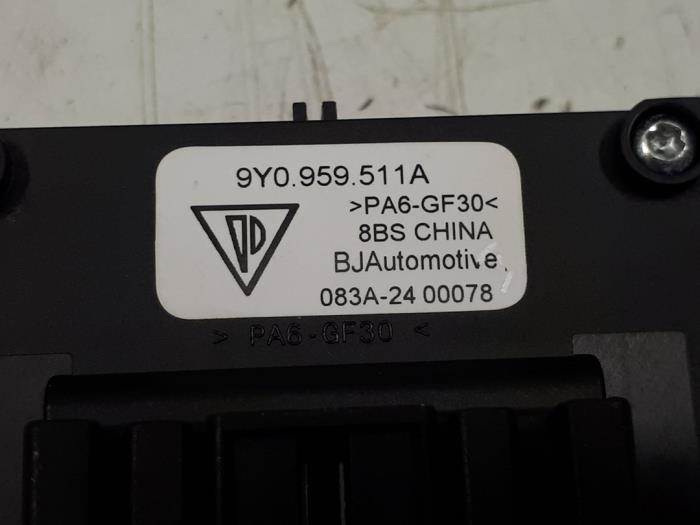 9Y0.959.511A
>PA6-GF30<
8BS CHINA
BJAutomotive
083A-24 00078
> PA6-GF30 <